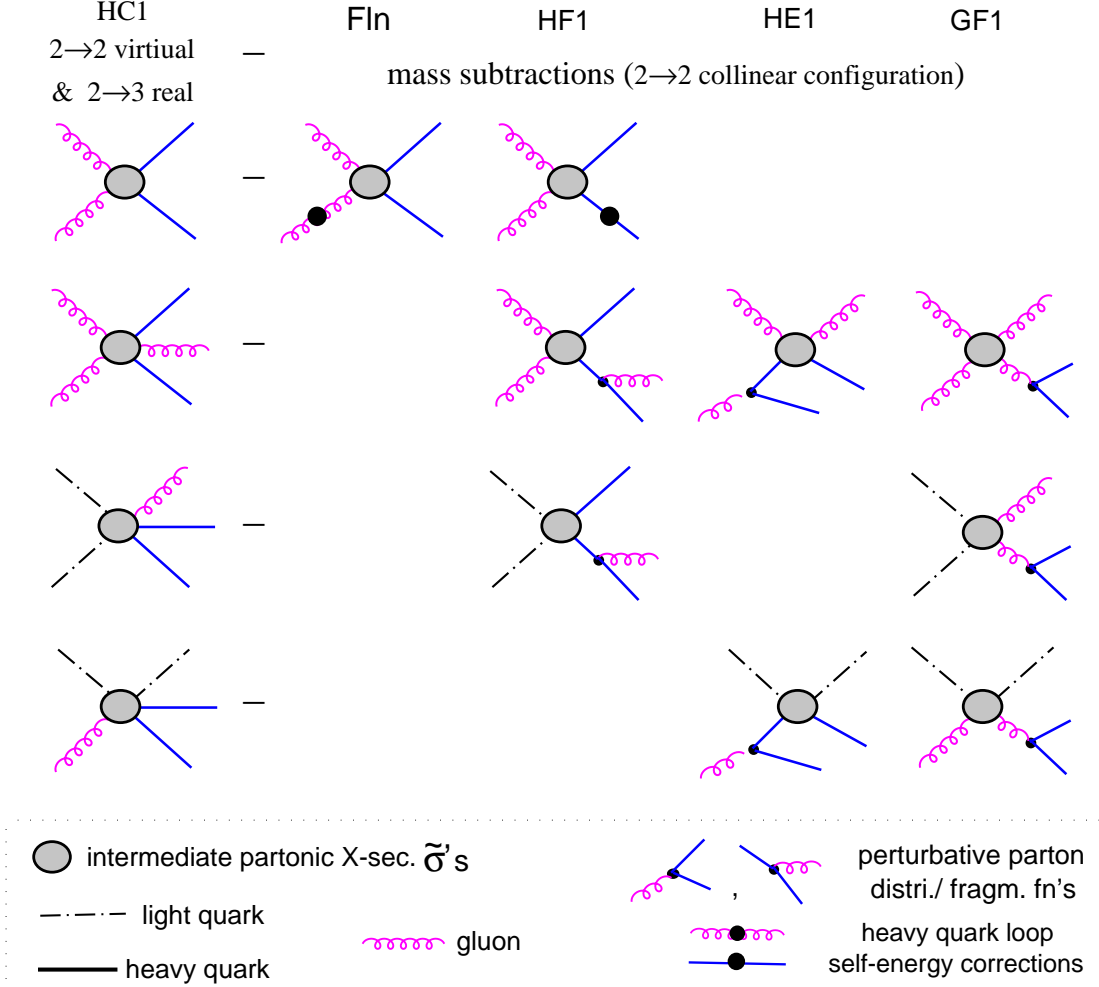 HC1
Fln
HF1
HE1
GF1
2→2 virtiual
& 2→3 real
—
mass subtractions (2→2 collinear configuration)
—
—
—
—
intermediate partonic X-sec. σ̃'s
light quark
heavy quark
gluon
,
perturbative parton
distri./ fragm. fn's
heavy quark loop
self-energy corrections